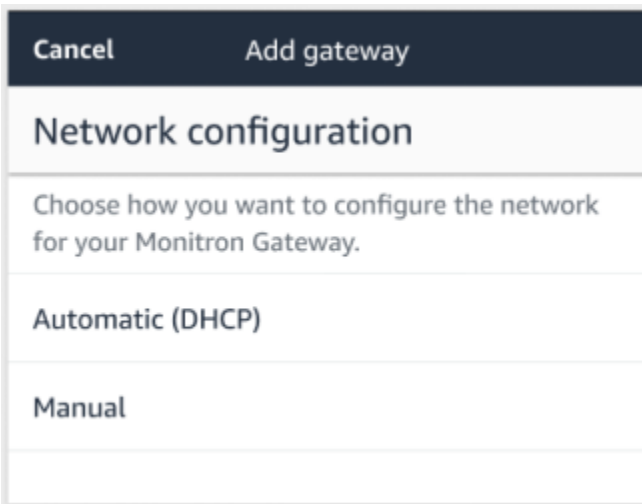 Cancel Add gateway
Network configuration
Choose how you want to configure the network
for your Monitron Gateway.
Automatic (DHCP)
Manual